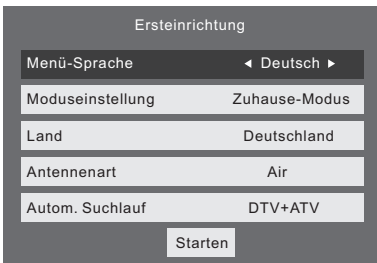 Ersteinrichtung
Menü-Sprache ◄ Deutsch ►
Moduseinstellung Zuhause-Modus
Land Deutschland
Antennenart Air
Autom. Suchlauf DTV+ATV
Starten